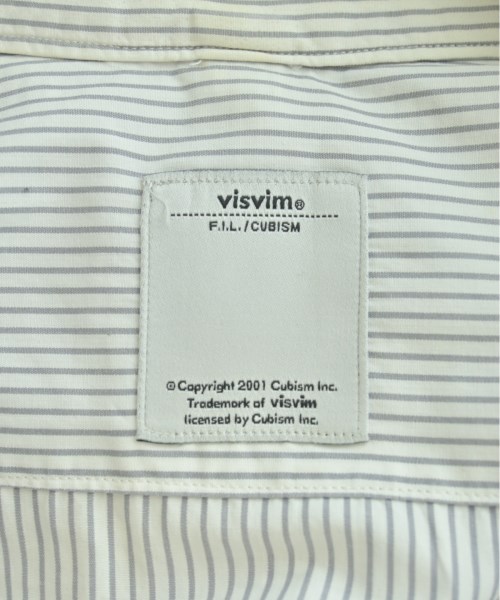 visvim®
F.I.L./CUBISM
©Copyright 2001 Cubism Inc.
Trademark of visvim
licensed by Cubism Inc.